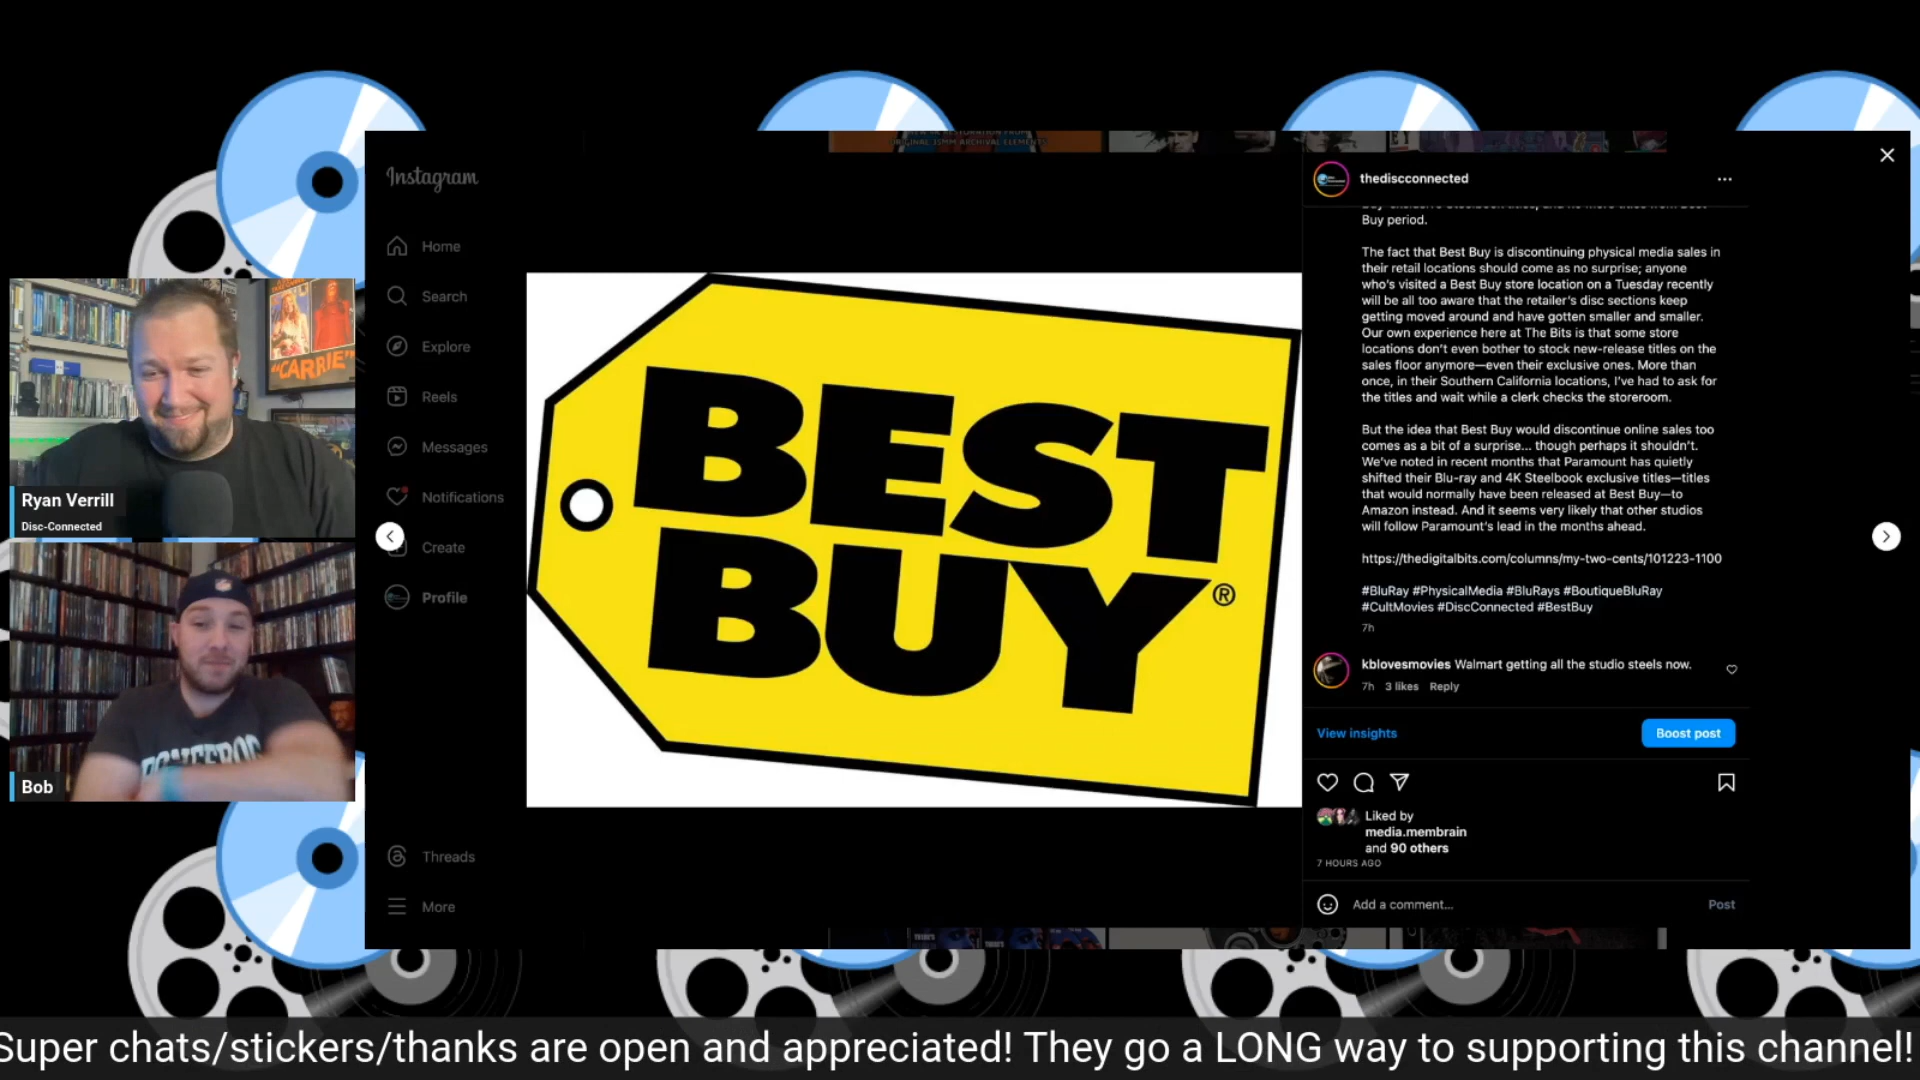 NEW 4K RESTORATION FROM
ORIGINAL 35MM ARCHIVAL ELEMENTS
Instagram
Home
Search
Explore
Reels
Messages
Notifications
Create
Profile
Threads
More
"CARRIE"
Ryan Verrill
Disc-Connected
Bob
BEST
BUY®
thediscconnected
Buy period.
The fact that Best Buy is discontinuing physical media sales in
their retail locations should come as no surprise; anyone
who's visited a Best Buy store location on a Tuesday recently
will be all too aware that the retailer's disc sections keep
getting moved around and have gotten smaller and smaller.
Our own experience here at The Bits is that some store
locations don't even bother to stock new-release titles on the
sales floor anymore—even their exclusive ones. More than
once, in their Southern California locations, I've had to ask for
the titles and wait while a clerk checks the storeroom.
But the idea that Best Buy would discontinue online sales too
comes as a bit of a surprise... though perhaps it shouldn't.
We've noted in recent months that Paramount has quietly
shifted their Blu-ray and 4K Steelbook exclusive titles—titles
that would normally have been released at Best Buy—to
Amazon instead. And it seems very likely that other studios
will follow Paramount's lead in the months ahead.
https://thedigitalbits.com/columns/my-two-cents/101223-1100
#BluRay #PhysicalMedia #BluRays #BoutiqueBluRay
#CultMovies #DiscConnected #BestBuy
7h
kblovesmovies Walmart getting all the studio steels now.
7h 3 likes Reply
View insights
Boost post
Liked by
media.membrain
and 90 others
7 HOURS AGO
Add a comment...
Post
Super chats/stickers/thanks are open and appreciated! They go a LONG way to supporting this channel!